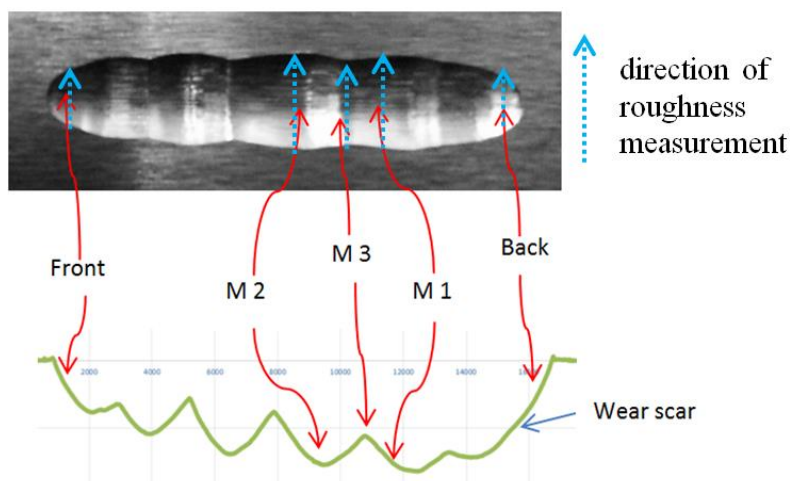 direction of
roughness
measurement
Front
M 2
M 3
M 1
Back
2000
4000
6000
8000
10000
12000
14000
Wear scar